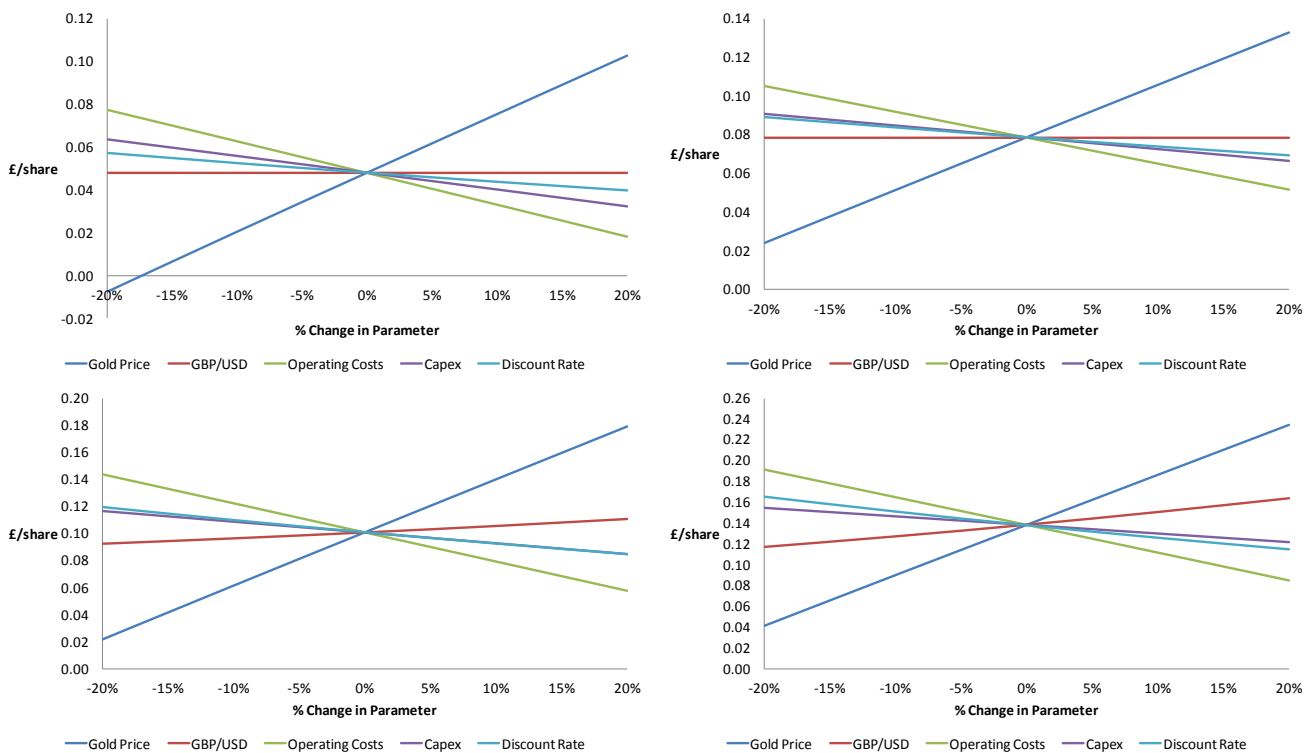 0.12
0.10
0.08
0.06
£/share
0.04
0.02
0.00
-20% -15% -10% -5% 0% 5% 10% 15% 20%
-0.02
% Change in Parameter
Gold Price GBP/USD Operating Costs Capex Discount Rate
0.14
0.12
0.10
£/share
0.08
0.06
0.04
0.02
0.00
-20% -15% -10% -5% 0% 5% 10% 15% 20%
% Change in Parameter
Gold Price GBP/USD Operating Costs Capex Discount Rate
0.20
0.18
0.16
0.14
0.12
£/share
0.10
0.08
0.06
0.04
0.02
0.00
-20% -15% -10% -5% 0% 5% 10% 15% 20%
% Change in Parameter
Gold Price GBP/USD Operating Costs Capex Discount Rate
0.26
0.24
0.22
0.20
0.18
0.16
£/share
0.14
0.12
0.10
0.08
0.06
0.04
0.02
0.00
-20% -15% -10% -5% 0% 5% 10% 15% 20%
% Change in Parameter
Gold Price GBP/USD Operating Costs Capex Discount Rate